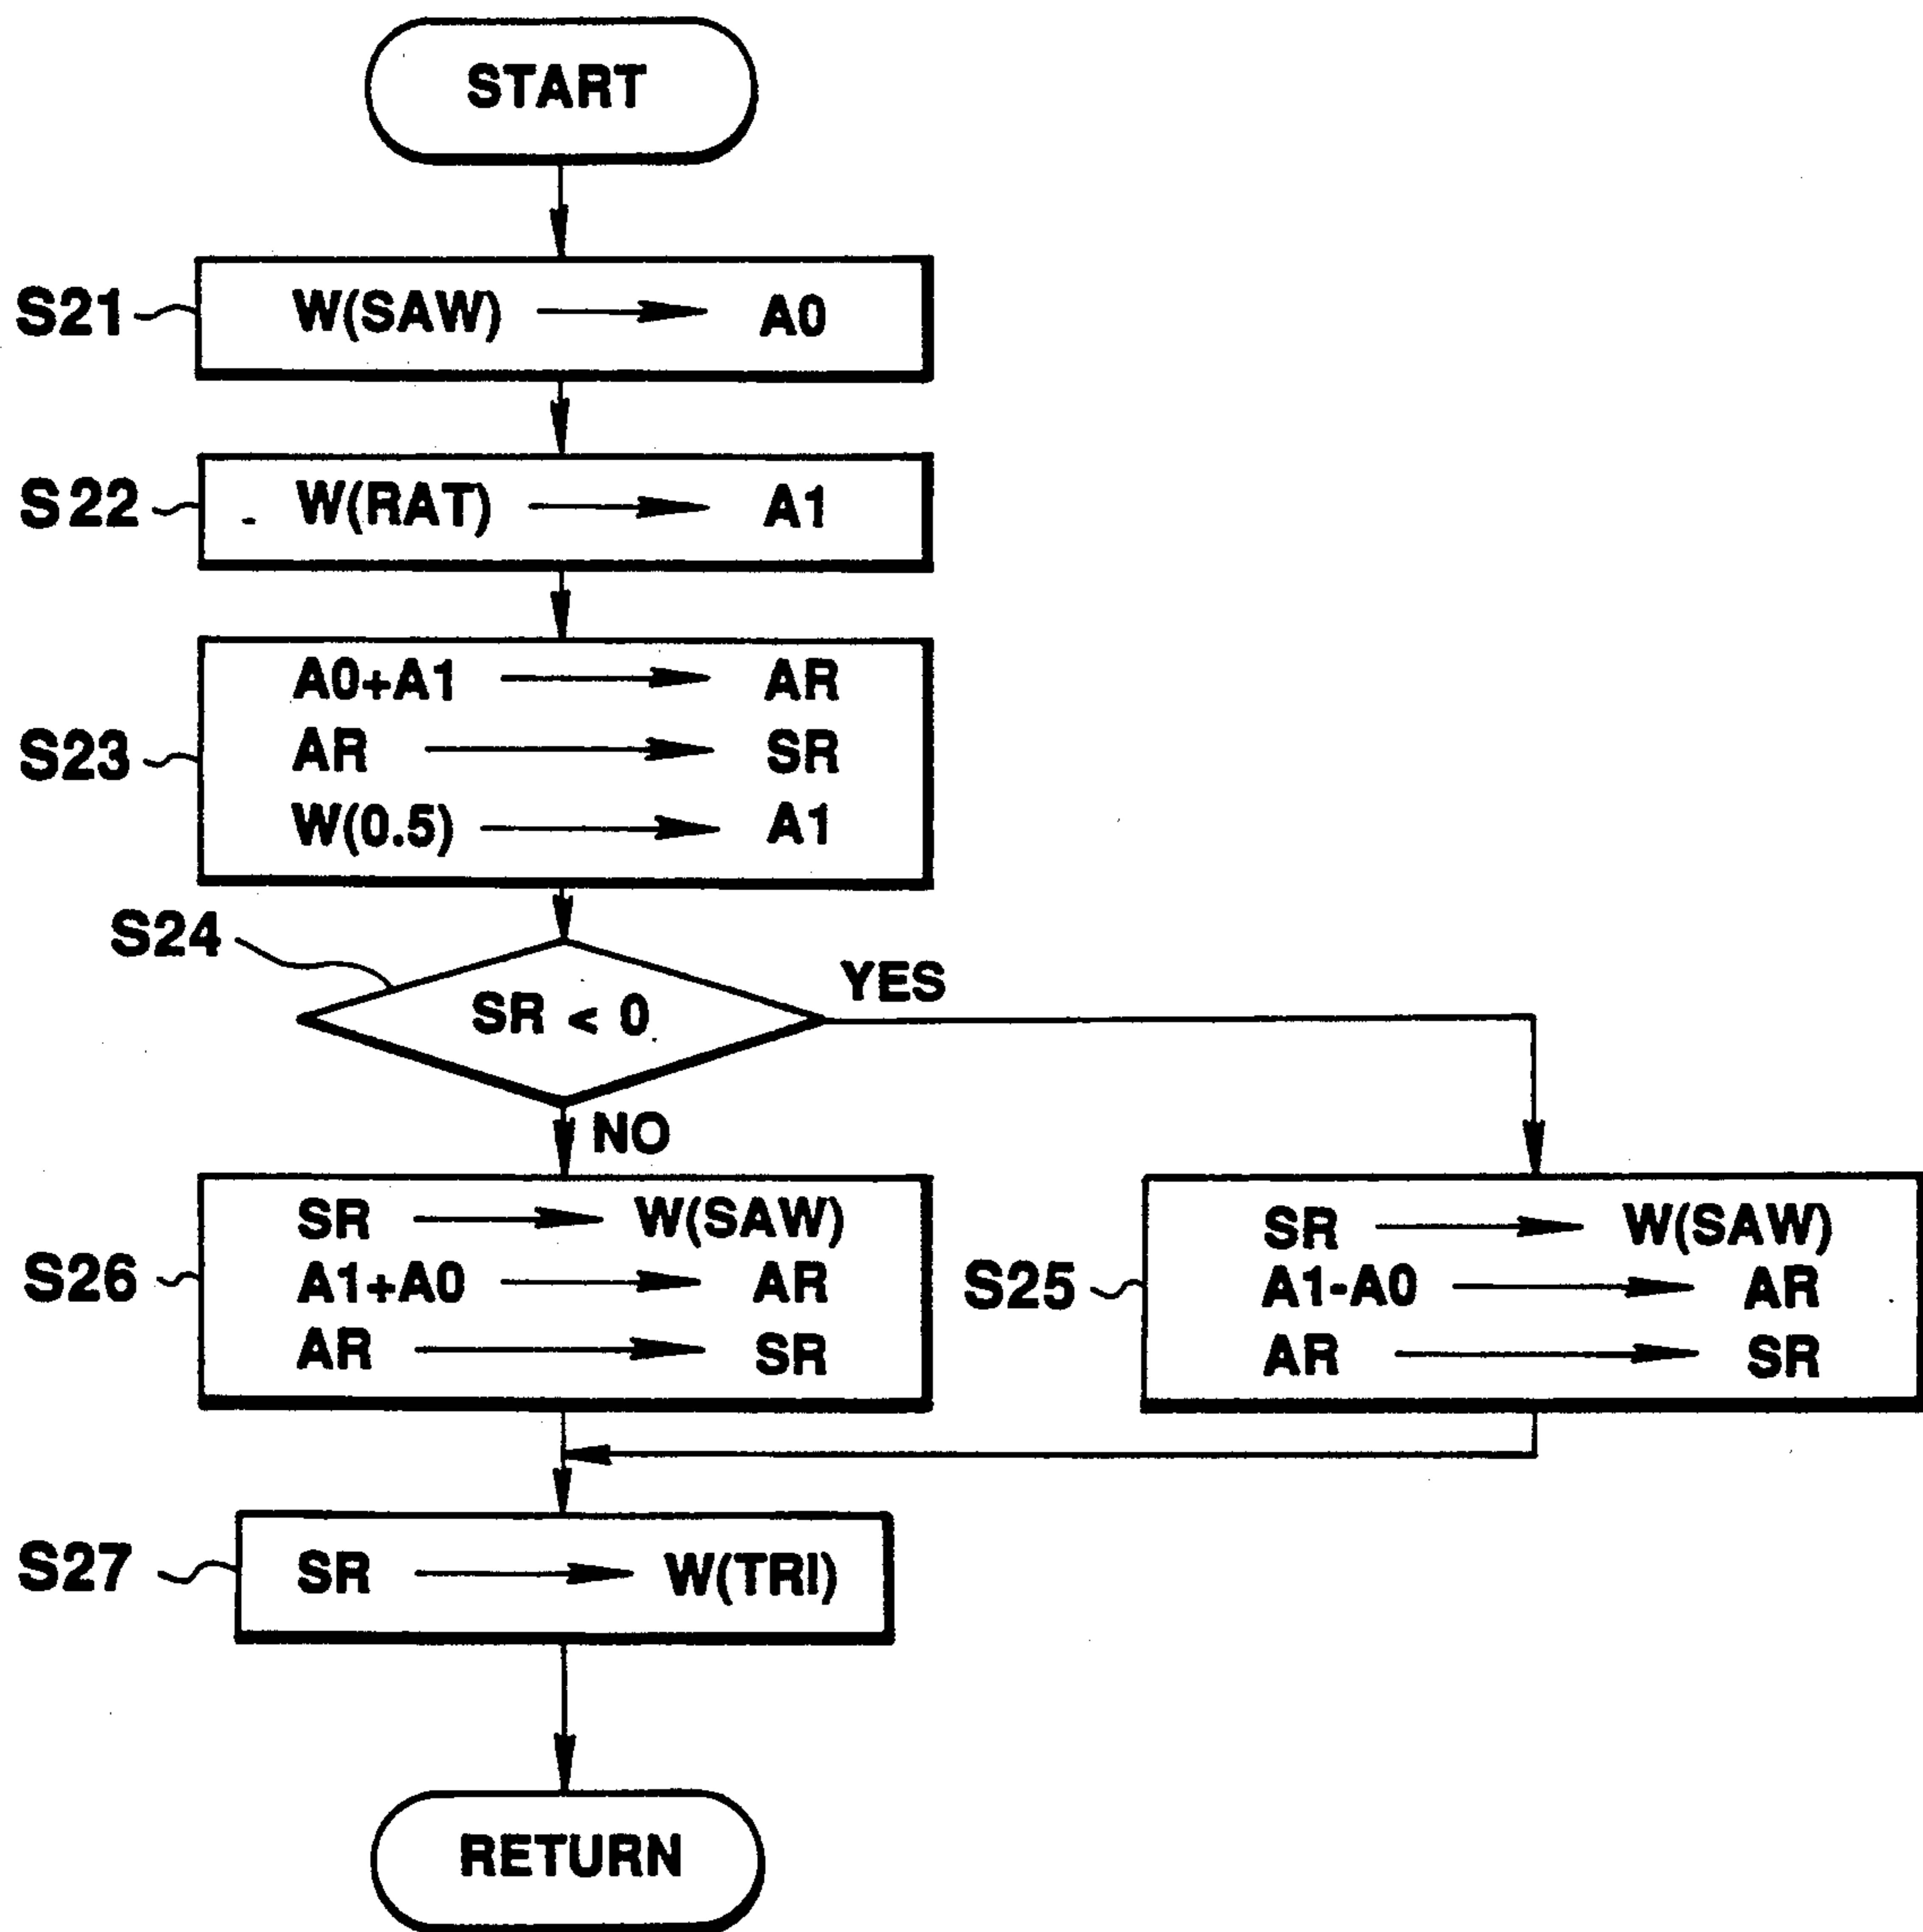 START
S21 W(SAW) → A0
S22 W(RAT) → A1
S23 A0+A1 → AR
AR → SR
W(0.5) → A1
S24 SR < 0 YES
NO
S26 SR → W(SAW)
A1+A0 → AR
AR → SR
S25 SR → W(SAW)
A1-A0 → AR
AR → SR
S27 SR → W(TRI)
RETURN